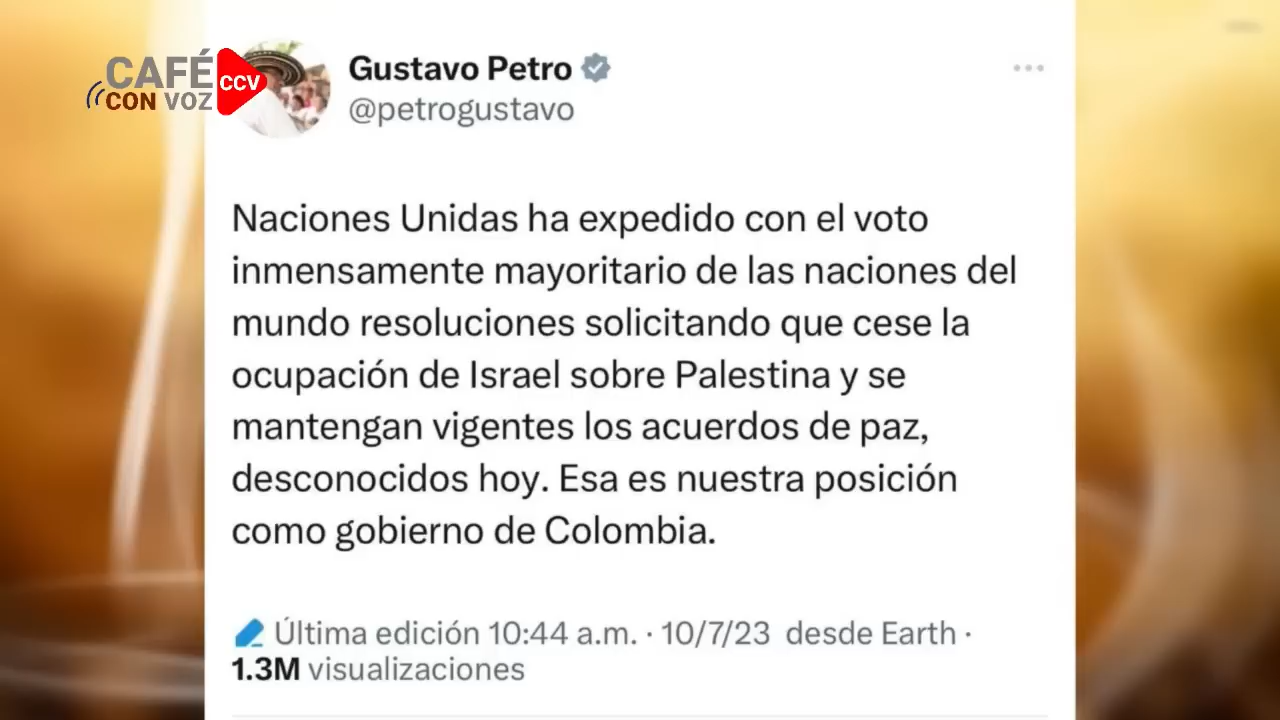 CAFÉ
CON VOZ
CCV
Gustavo Petro
@petrogustavo
Naciones Unidas ha expedido con el voto
inmensamente mayoritario de las naciones del
mundo resoluciones solicitando que cese la
ocupación de Israel sobre Palestina y se
mantengan vigentes los acuerdos de paz,
desconocidos hoy. Esa es nuestra posición
como gobierno de Colombia.
Última edición 10:44 a.m. · 10/7/23 desde Earth ·
1.3M visualizaciones